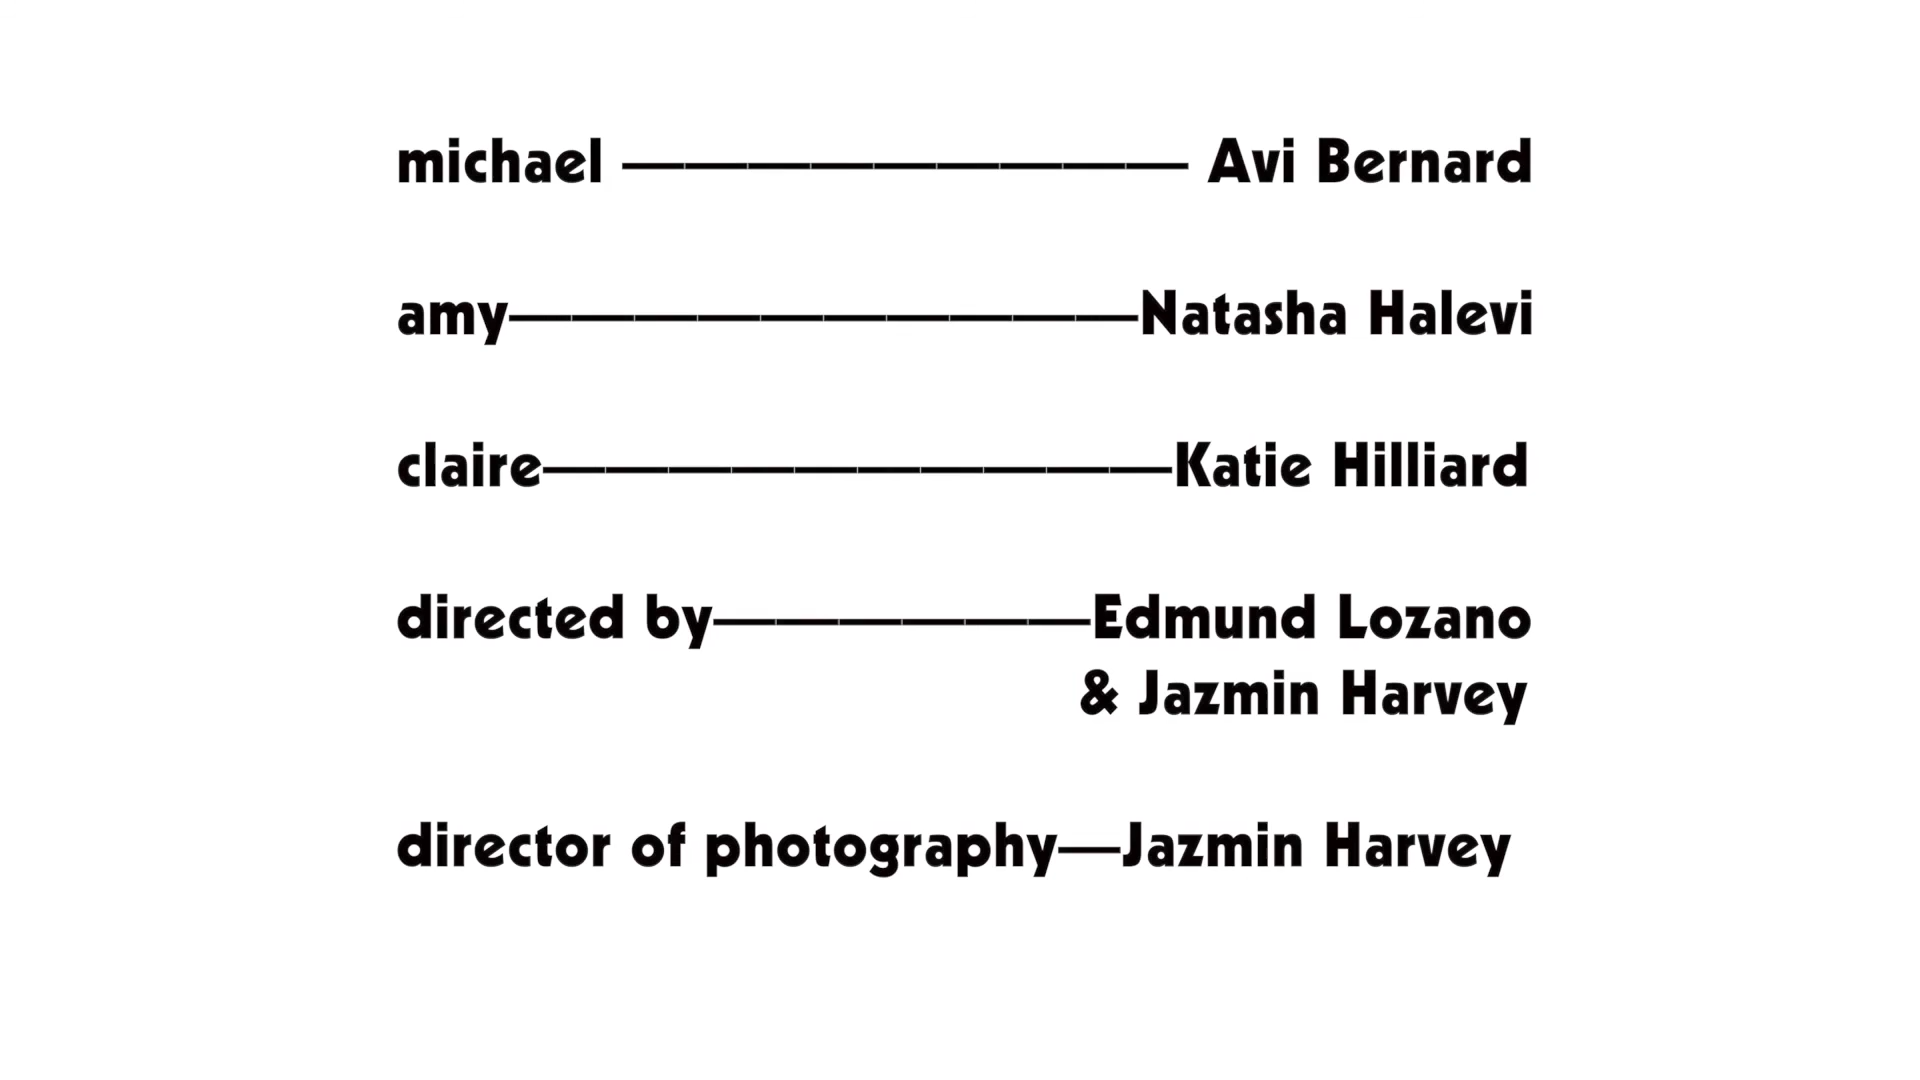 michael ————————— Avi Bernard
amy——————————Natasha Halevi
claire——————————Katie Hilliard
directed by——————Edmund Lozano
& Jazmin Harvey
director of photography—Jazmin Harvey